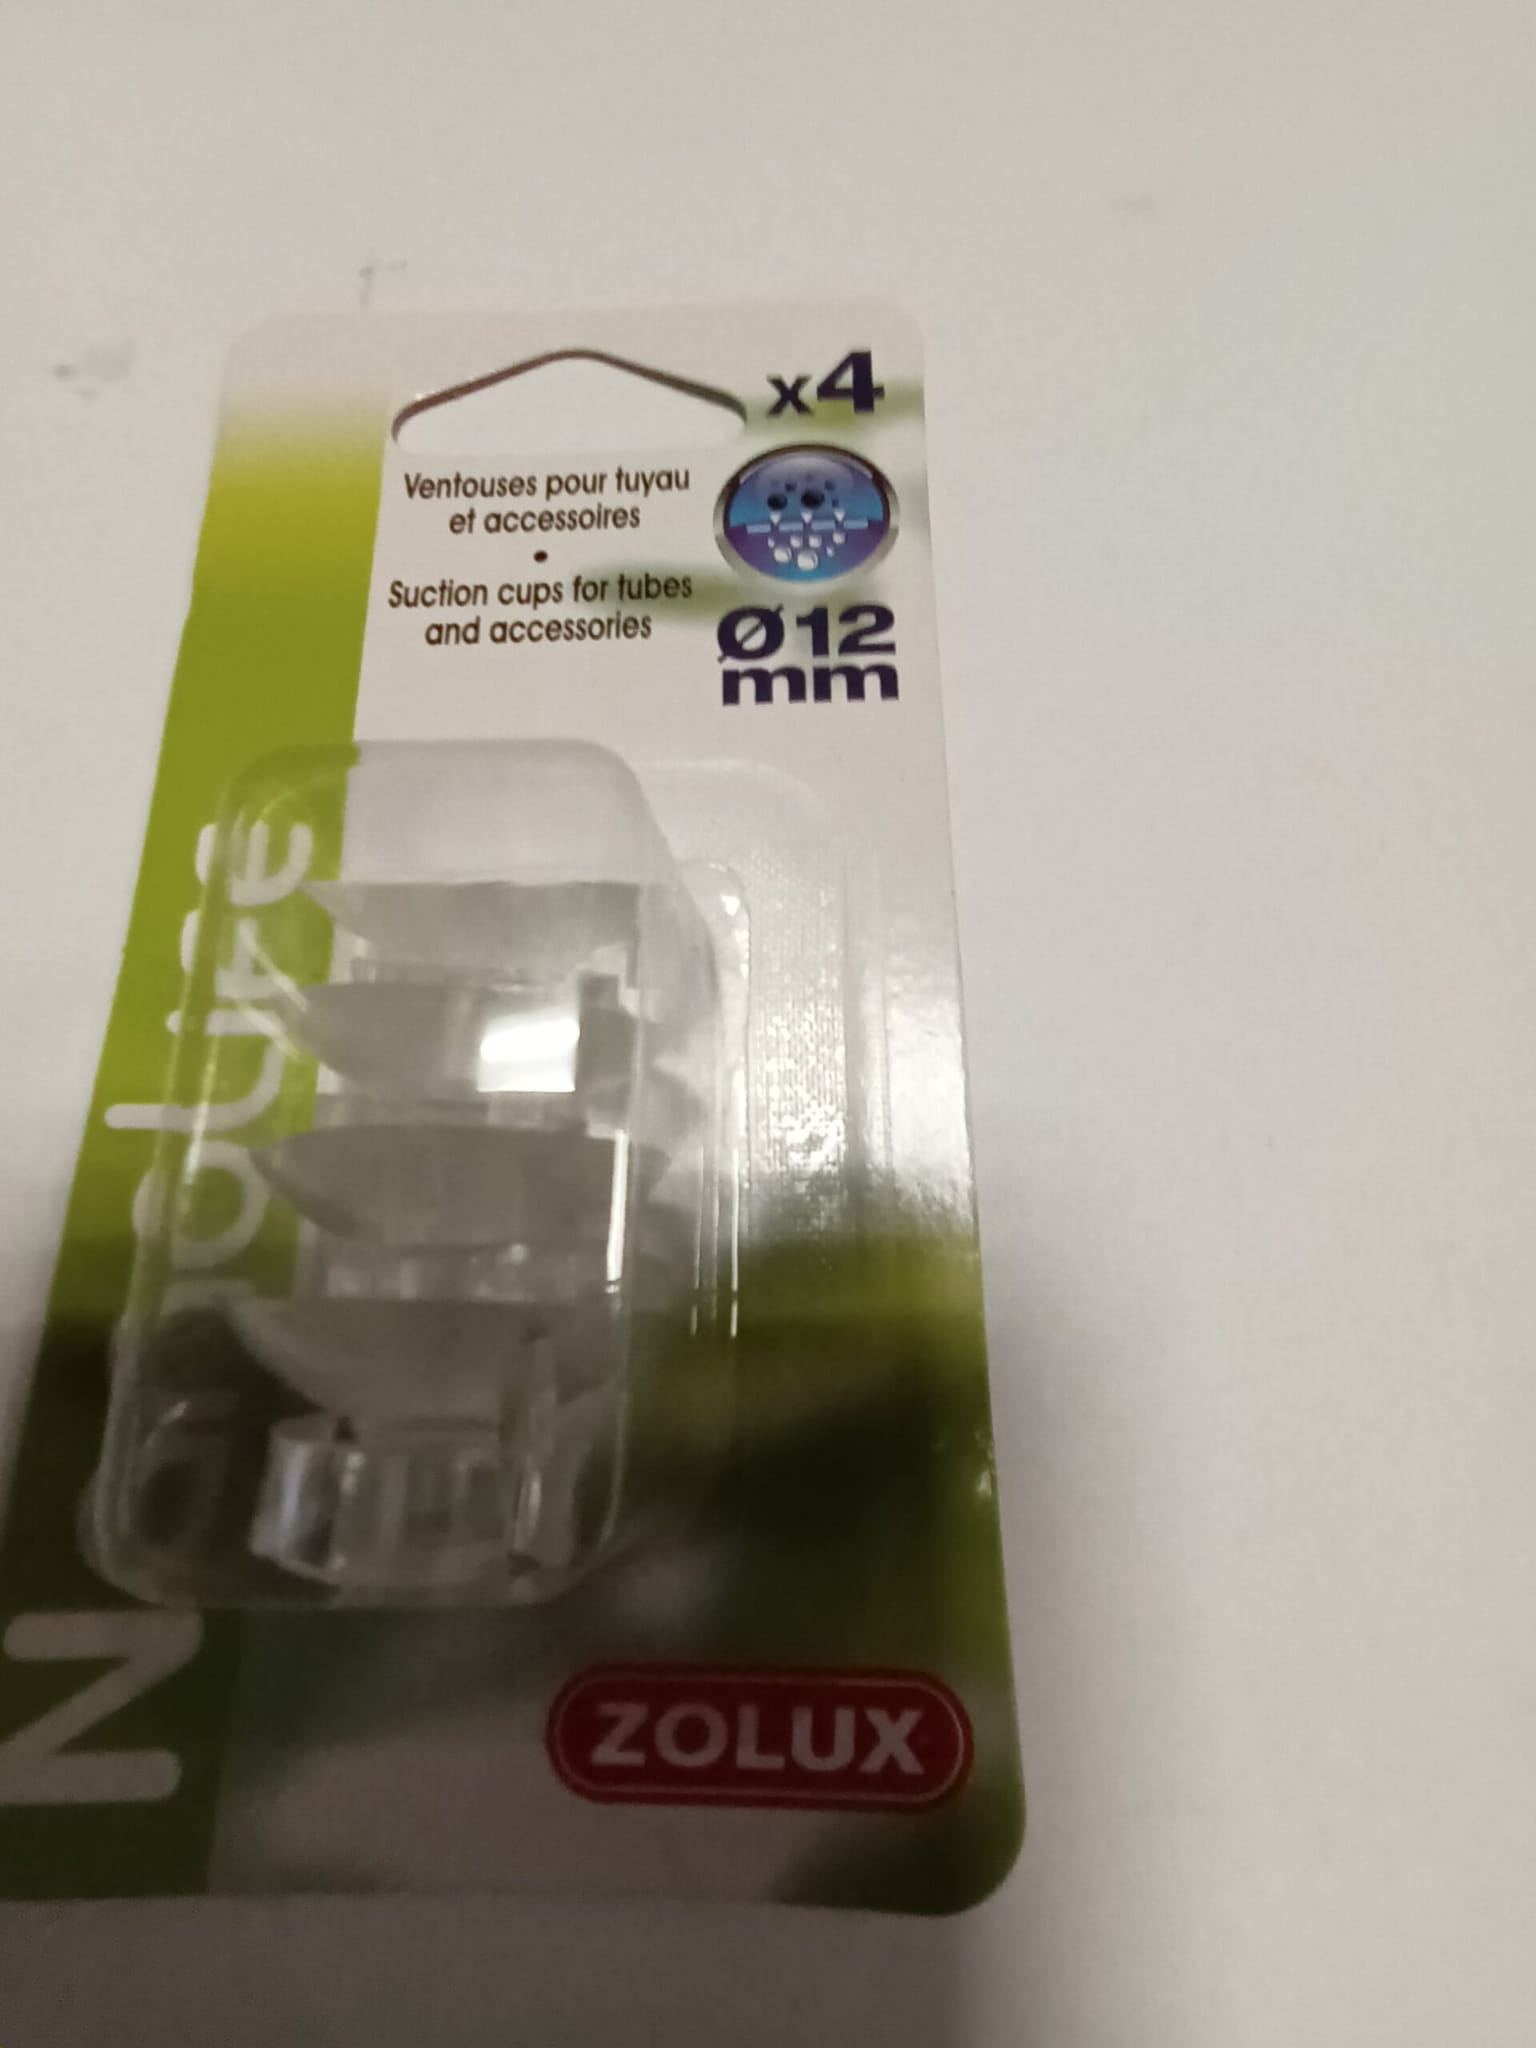 x4
Ventouses pour tuyau
et accessoires
•
Suction cups for tubes
and accessories
Ø12
mm
ZOLUX